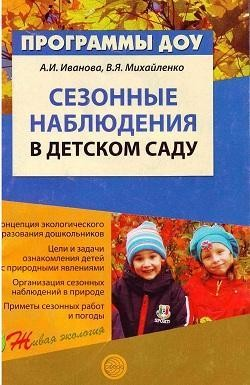 ПРОГРАММЫ ДОУ
А.И. Иванова, В.Я. Михайленко
СЕЗОННЫЕ
НАБЛЮДЕНИЯ
В ДЕТСКОМ САДУ
онцепция экологического
разования дошкольников
Цели и задачи
ознакомления детей
с природными явлениями
Организация сезонных
наблюдений в природе
Приметы сезонных работ
и погоды
Живая экология
СФЕРА